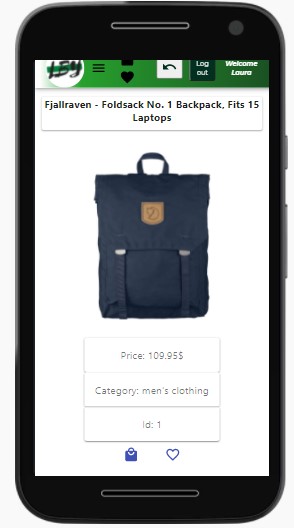 LBY
Log
out
Welcome
Laura
Fjallraven - Foldsack No. 1 Backpack, Fits 15
Laptops
Price: 109.95$
Category: men's clothing
Id: 1